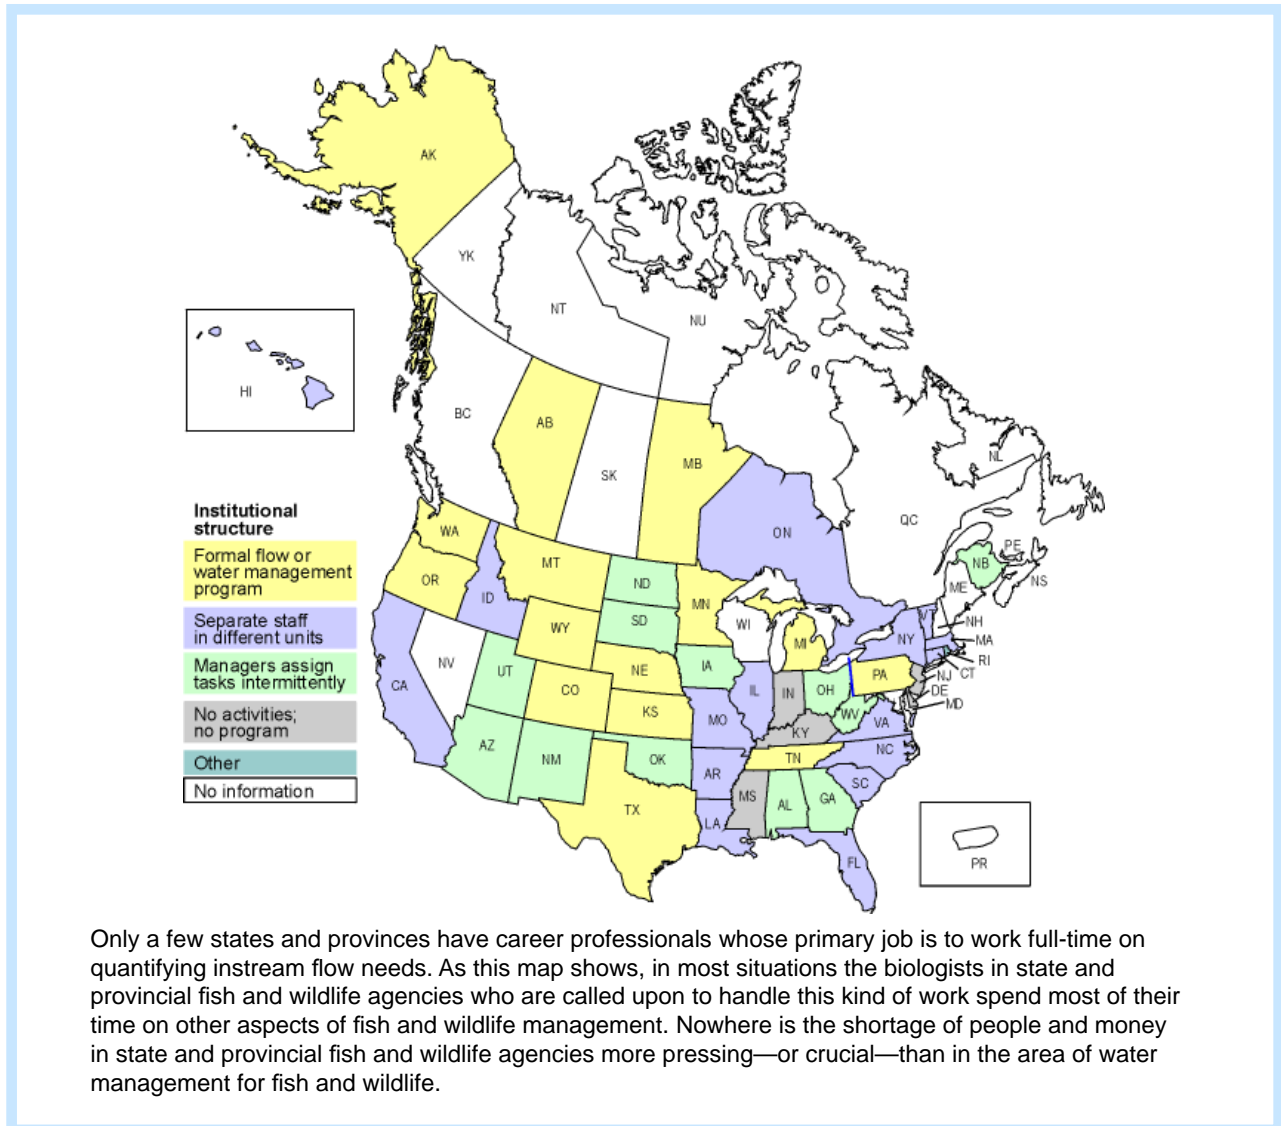 AK
YK
NT
NU
HI
BC
AB
SK
MB
NL
QC
ON
Institutional
structure
Formal flow or
water management
program
Separate staff
in different units
Managers assign
tasks intermittently
No activities;
no program
Other
No information
WA
MT
ND
MN
OR
ID
SD
WI
MI
NB
PE
NS
ME
VT
NH
NY
MA
RI
CT
WY
NE
IA
PA
NJ
DE
MD
NV
UT
CO
KS
IL
IN
OH
WV
VA
CA
MO
KY
NC
AZ
NM
OK
AR
TN
SC
TX
LA
MS
AL
GA
FL
PR
Only a few states and provinces have career professionals whose primary job is to work full-time on
quantifying instream flow needs. As this map shows, in most situations the biologists in state and
provincial fish and wildlife agencies who are called upon to handle this kind of work spend most of their
time on other aspects of fish and wildlife management. Nowhere is the shortage of people and money
in state and provincial fish and wildlife agencies more pressing—or crucial—than in the area of water
management for fish and wildlife.